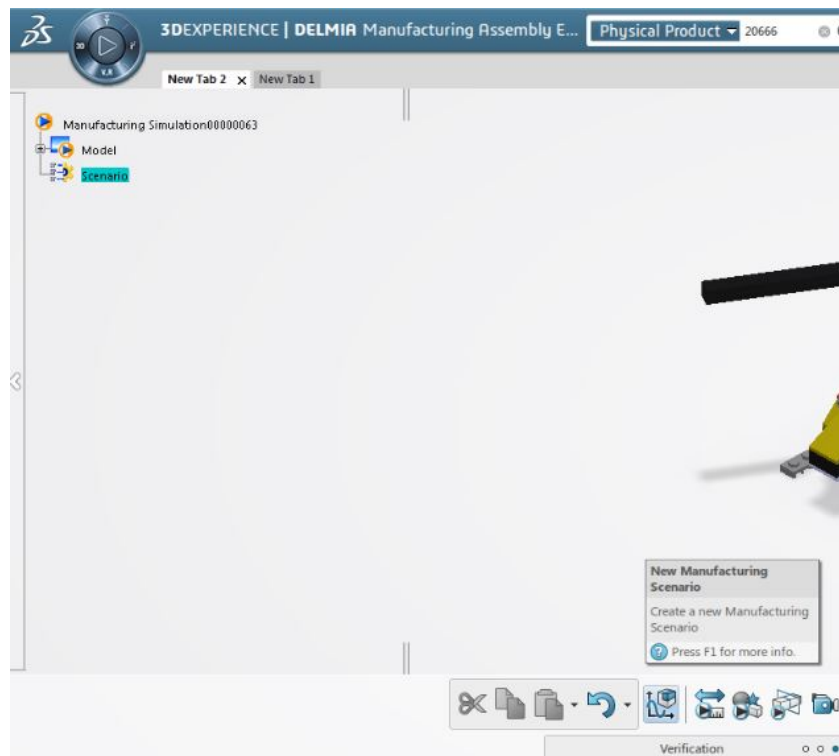 3DEXPERIENCE | DELMIA Manufacturing Assembly E... Physical Product 20666
3D
V.R
New Tab 2 x New Tab 1
Manufacturing Simulation00000063
Model
Scenario
New Manufacturing
Scenario
Create a new Manufacturing
Scenario
Press F1 for more info.
Verification